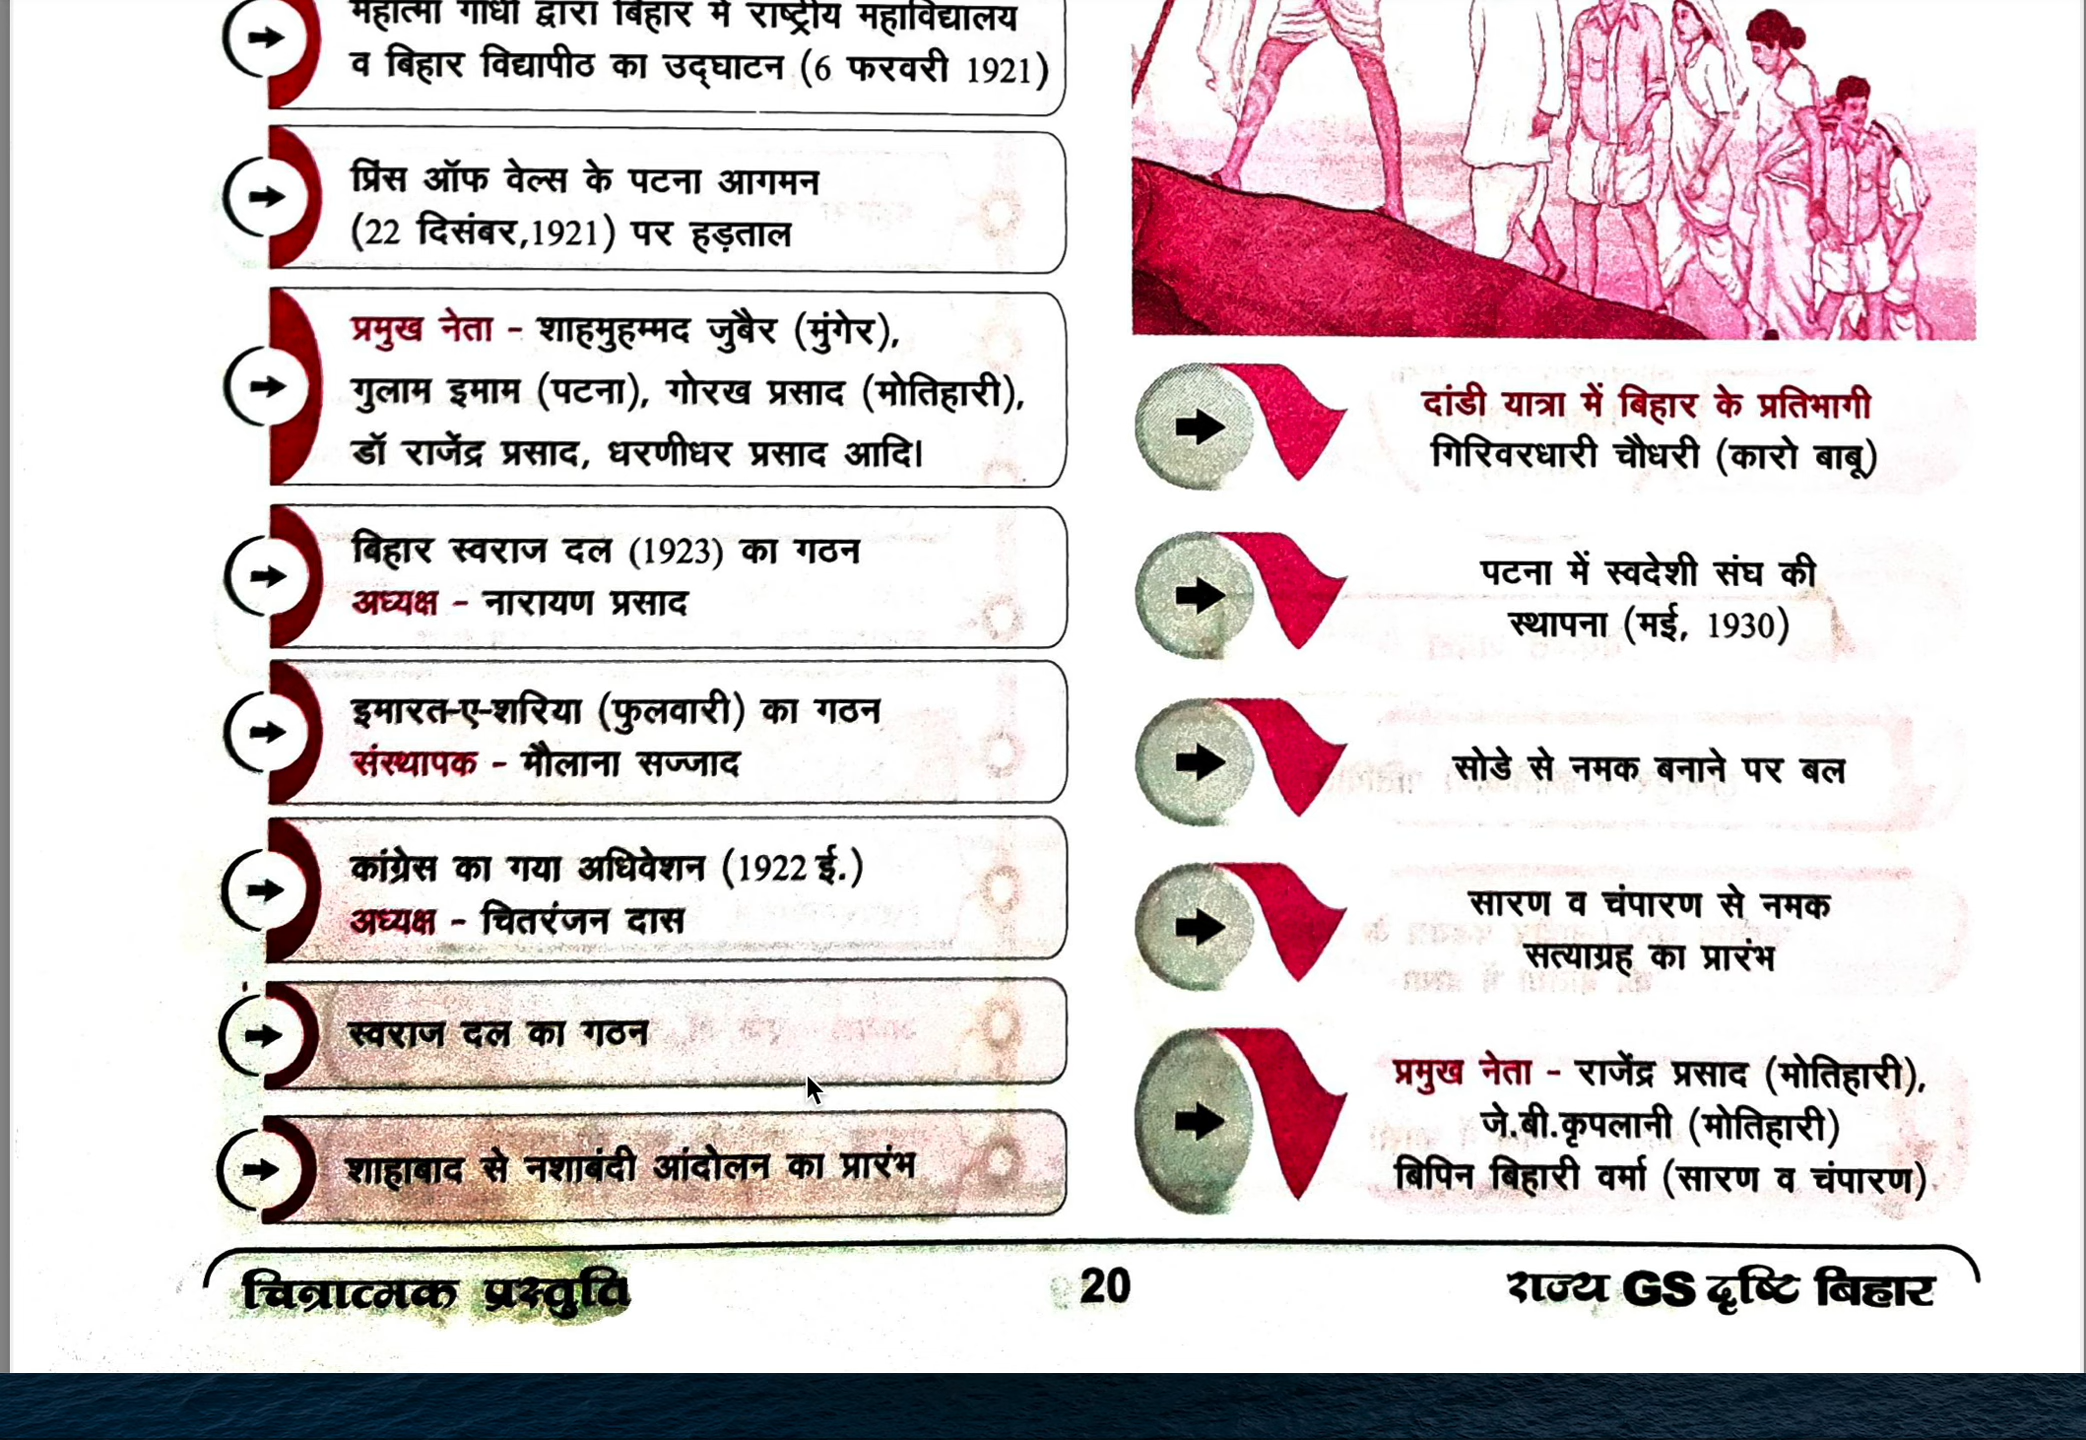 महात्मा गांधी द्वारा बिहार में राष्ट्रीय महाविद्यालय
व बिहार विद्यापीठ का उद्घाटन (6 फरवरी 1921)
प्रिंस ऑफ वेल्स के पटना आगमन
(22 दिसंबर,1921) पर हड़ताल
प्रमुख नेता - शाहमुहम्मद जुबैर (मुंगेर),
गुलाम इमाम (पटना), गोरख प्रसाद (मोतिहारी),
डॉ राजेंद्र प्रसाद, धरणीधर प्रसाद आदि।
बिहार स्वराज दल (1923) का गठन
अध्यक्ष - नारायण प्रसाद
इमारत-ए-शरिया (फुलवारी) का गठन
संस्थापक - मौलाना सज्जाद
कांग्रेस का गया अधिवेशन (1922 ई.)
अध्यक्ष - चितरंजन दास
स्वराज दल का गठन
शाहाबाद से नशाबंदी आंदोलन का प्रारंभ
दांडी यात्रा में बिहार के प्रतिभागी
गिरिवरधारी चौधरी (कारो बाबू)
पटना में स्वदेशी संघ की
स्थापना (मई, 1930)
सोडे से नमक बनाने पर बल
सारण व चंपारण से नमक
सत्याग्रह का प्रारंभ
प्रमुख नेता - राजेंद्र प्रसाद (मोतिहारी),
जे.बी.कृपलानी (मोतिहारी)
बिपिन बिहारी वर्मा (सारण व चंपारण)
चित्रात्मक प्रस्तुति
20
राज्य GS दृष्टि बिहार